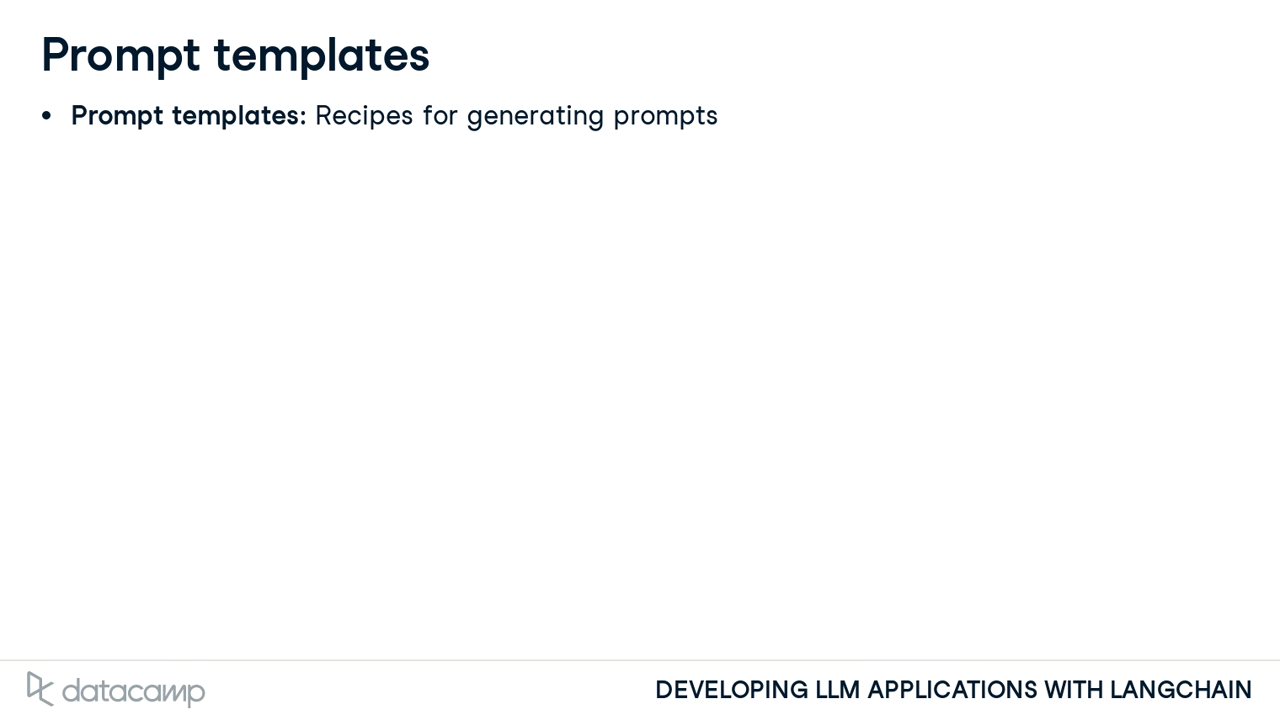 Prompt templates
• Prompt templates: Recipes for generating prompts
datacamp
DEVELOPING LLM APPLICATIONS WITH LANGCHAIN